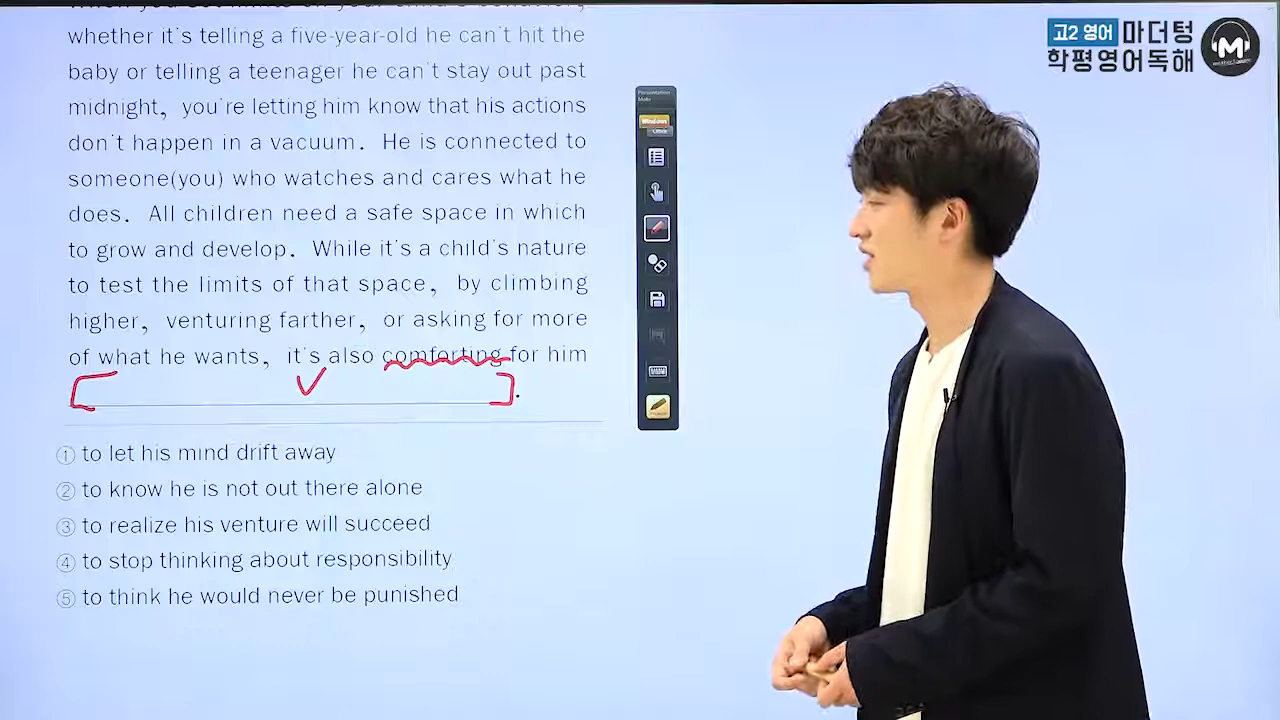 whether it's telling a five-year-old he can't hit the
baby or telling a teenager he can't stay out past
midnight, you're letting him know that his actions
don't happen in a vacuum. He is connected to
someone(you) who watches and cares what he
does. All children need a safe space in which
to grow and develop. While it's a child's nature
to test the limits of that space, by climbing
higher, venturing farther, or asking for more
of what he wants, it's also comforting for him
.
① to let his mind drift away
② to know he is not out there alone
③ to realize his venture will succeed
④ to stop thinking about responsibility
⑤ to think he would never be punished
고2 영어 마더텅
학평영어독해
M